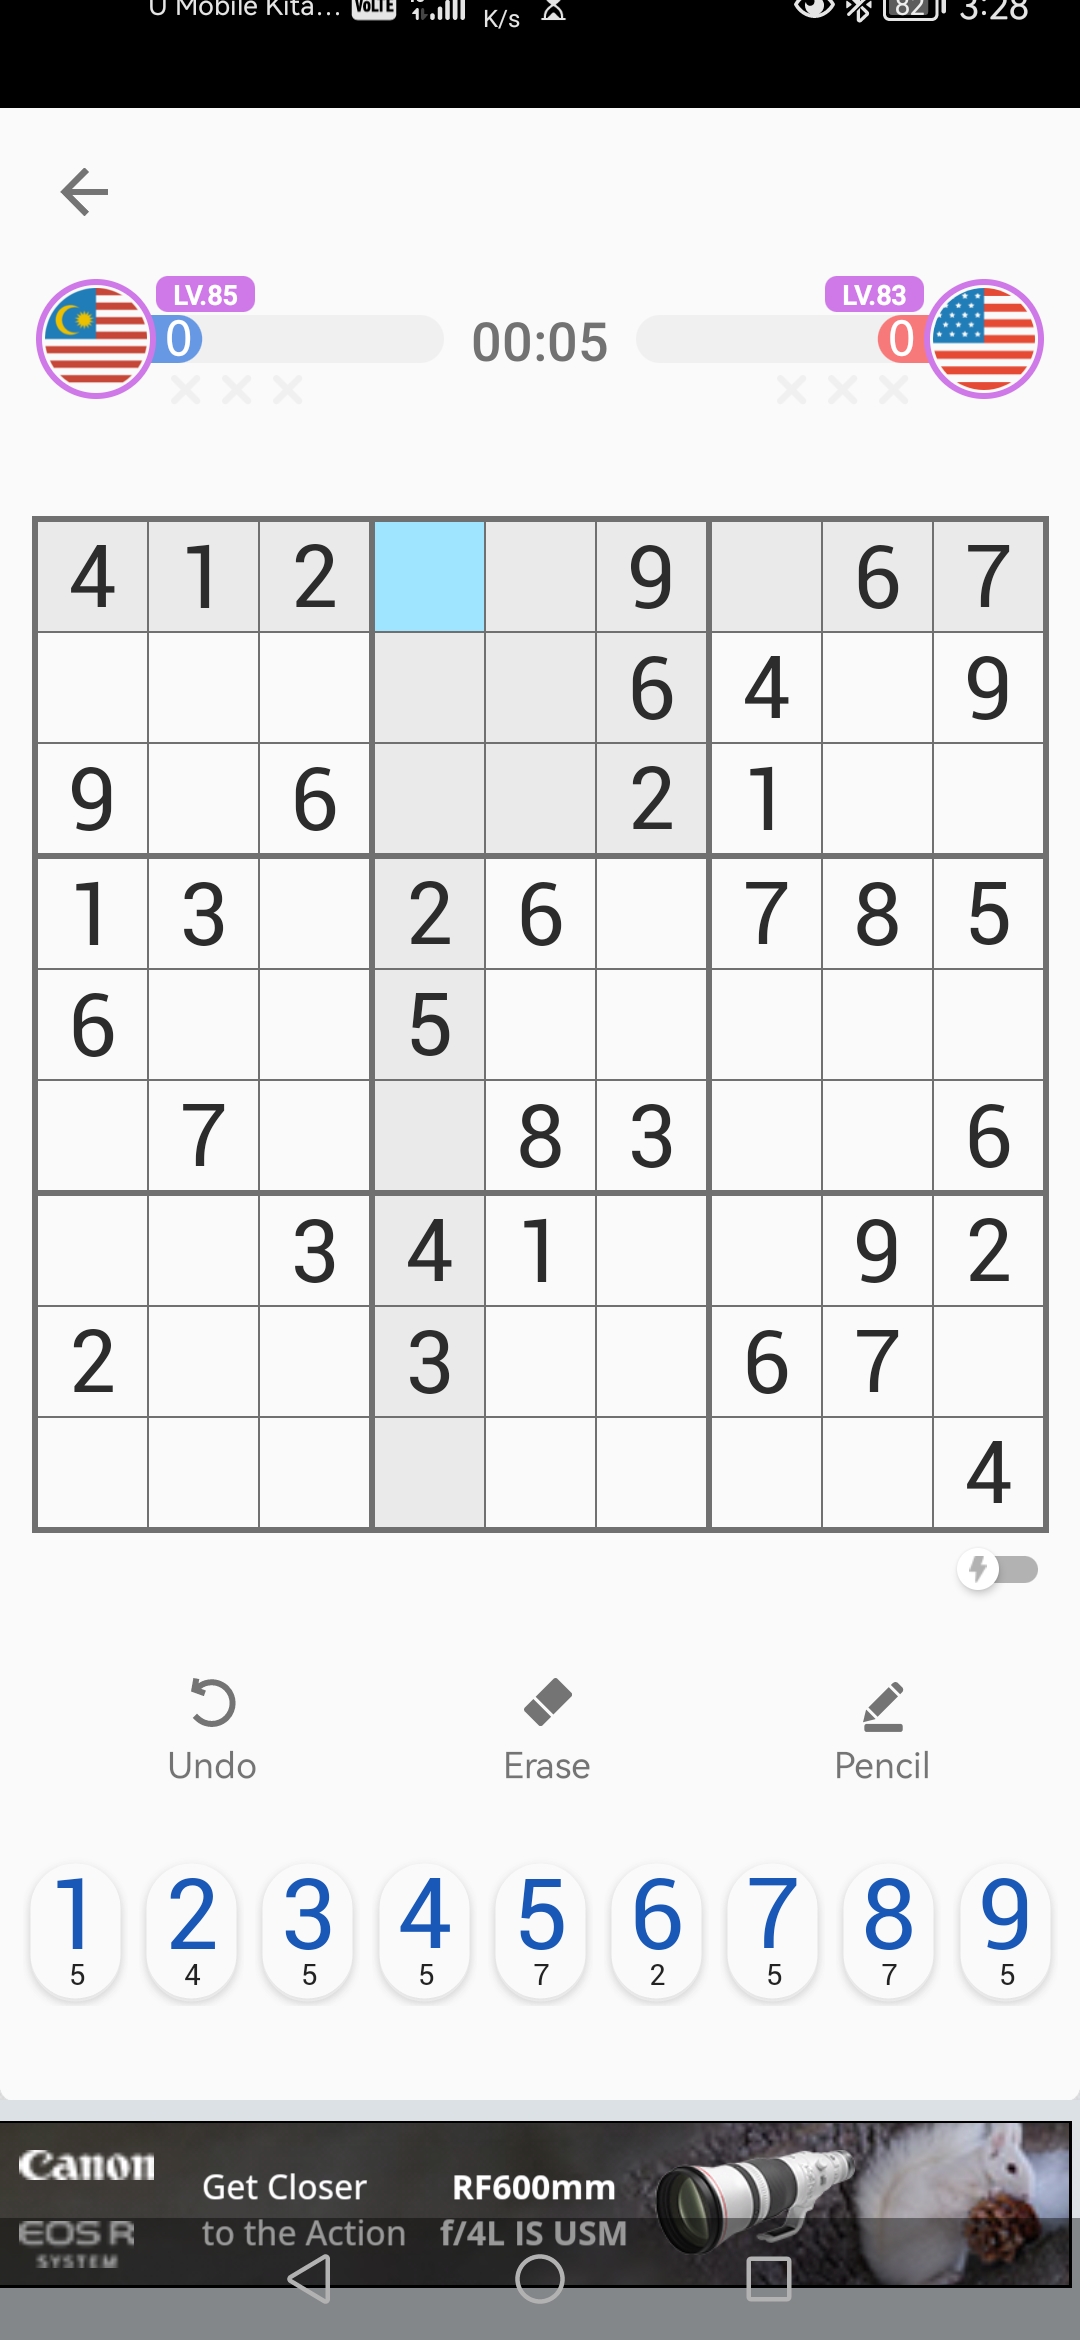 U Mobile Kita... VoLTE K/s 82 3:28
LV.85 LV.83
0 00:05 0
4 1 2 9 6 7
6 4 9
9 6 2 1
1 3 2 6 7 8 5
6 5
7 8 3 6
3 4 1 9 2
2 3 6 7
4
Undo Erase Pencil
1 2 3 4 5 6 7 8 9
5 4 5 5 7 2 5 7 5
Canon
Get Closer RF600mm
EOS R to the Action f/4L IS USM
SYSTEM